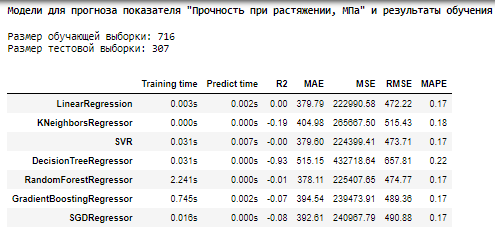 Модели для прогноза показателя "Прочность при растяжении, МПа" и результаты обучения
Размер обучающей выборки: 716
Размер тестовой выборки: 307
Training time Predict time R2 MAE MSE RMSE MAPE
LinearRegression 0.003s 0.002s 0.00 379.79 222990.58 472.22 0.17
KNeighborsRegressor 0.000s 0.000s -0.19 404.98 265667.50 515.43 0.18
SVR 0.031s 0.007s -0.00 379.60 224399.41 473.71 0.17
DecisionTreeRegressor 0.031s 0.000s -0.93 515.15 432718.64 657.81 0.22
RandomForestRegressor 2.241s 0.000s -0.01 378.11 225407.65 474.77 0.17
GradientBoostingRegressor 0.745s 0.002s -0.07 394.54 239473.91 489.36 0.17
SGDRegressor 0.016s 0.000s -0.08 392.61 240967.79 490.88 0.17